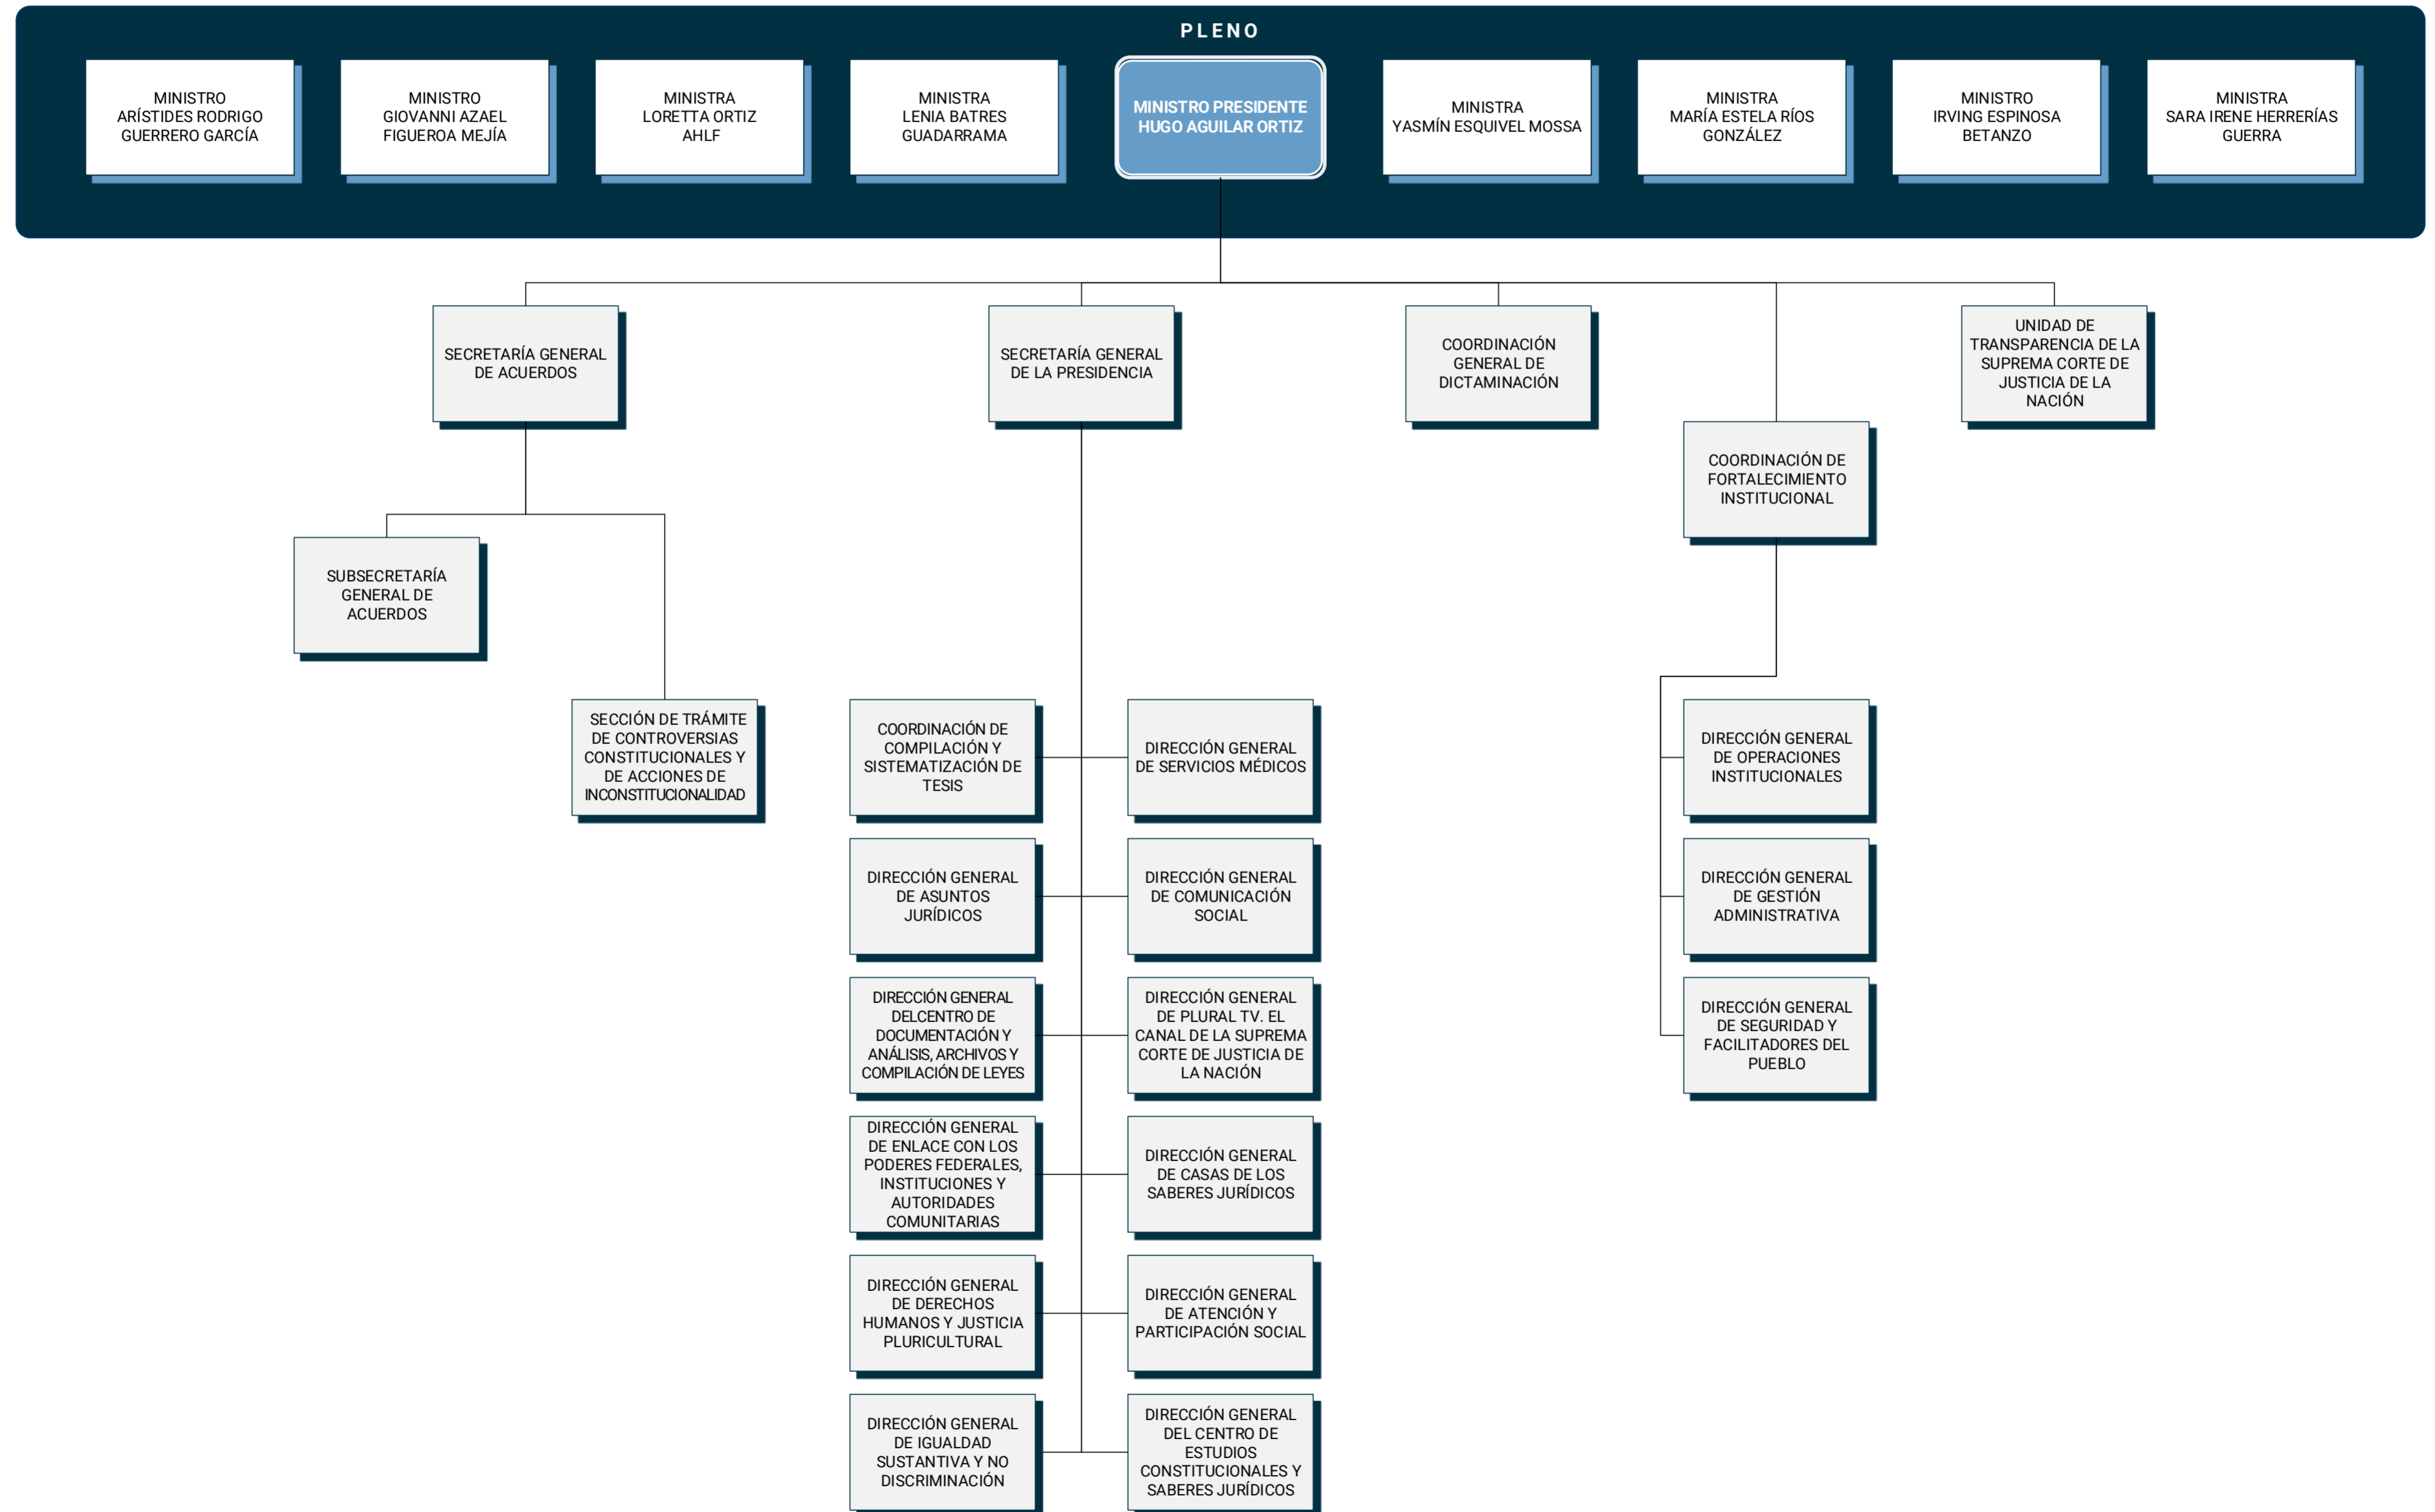 PLENO
MINISTRO
ARÍSTIDES RODRIGO
GUERRERO GARCÍA
MINISTRO
GIOVANNI AZAEL
FIGUEROA MEJÍA
MINISTRA
LORETTA ORTIZ
AHLF
MINISTRA
LENIA BATRES
GUADARRAMA
MINISTRO PRESIDENTE
HUGO AGUILAR ORTIZ
MINISTRA
YASMÍN ESQUIVEL MOSSA
MINISTRA
MARÍA ESTELA RÍOS
GONZÁLEZ
MINISTRO
IRVING ESPINOSA
BETANZO
MINISTRA
SARA IRENE HERRERÍAS
GUERRA
SECRETARÍA GENERAL
DE ACUERDOS
SECRETARÍA GENERAL
DE LA PRESIDENCIA
COORDINACIÓN
GENERAL DE
DICTAMINACIÓN
UNIDAD DE
TRANSPARENCIA DE LA
SUPREMA CORTE DE
JUSTICIA DE LA
NACIÓN
COORDINACIÓN DE
FORTALECIMIENTO
INSTITUCIONAL
SUBSECRETARÍA
GENERAL DE
ACUERDOS
SECCIÓN DE TRÁMITE
DE CONTROVERSIAS
CONSTITUCIONALES Y
DE ACCIONES DE
INCONSTITUCIONALIDAD
COORDINACIÓN DE
COMPILACIÓN Y
SISTEMATIZACIÓN DE
TESIS
DIRECCIÓN GENERAL
DE SERVICIOS MÉDICOS
DIRECCIÓN GENERAL
DE OPERACIONES
INSTITUCIONALES
DIRECCIÓN GENERAL
DE ASUNTOS
JURÍDICOS
DIRECCIÓN GENERAL
DE COMUNICACIÓN
SOCIAL
DIRECCIÓN GENERAL
DE GESTIÓN
ADMINISTRATIVA
DIRECCIÓN GENERAL
DELCENTRO DE
DOCUMENTACIÓN Y
ANÁLISIS, ARCHIVOS Y
COMPILACIÓN DE LEYES
DIRECCIÓN GENERAL
DE PLURAL TV. EL
CANAL DE LA SUPREMA
CORTE DE JUSTICIA DE
LA NACIÓN
DIRECCIÓN GENERAL
DE SEGURIDAD Y
FACILITADORES DEL
PUEBLO
DIRECCIÓN GENERAL
DE ENLACE CON LOS
PODERES FEDERALES,
INSTITUCIONES Y
AUTORIDADES
COMUNITARIAS
DIRECCIÓN GENERAL
DE CASAS DE LOS
SABERES JURÍDICOS
DIRECCIÓN GENERAL
DE DERECHOS
HUMANOS Y JUSTICIA
PLURICULTURAL
DIRECCIÓN GENERAL
DE ATENCIÓN Y
PARTICIPACIÓN SOCIAL
DIRECCIÓN GENERAL
DE IGUALDAD
SUSTANTIVA Y NO
DISCRIMINACIÓN
DIRECCIÓN GENERAL
DEL CENTRO DE
ESTUDIOS
CONSTITUCIONALES Y
SABERES JURÍDICOS